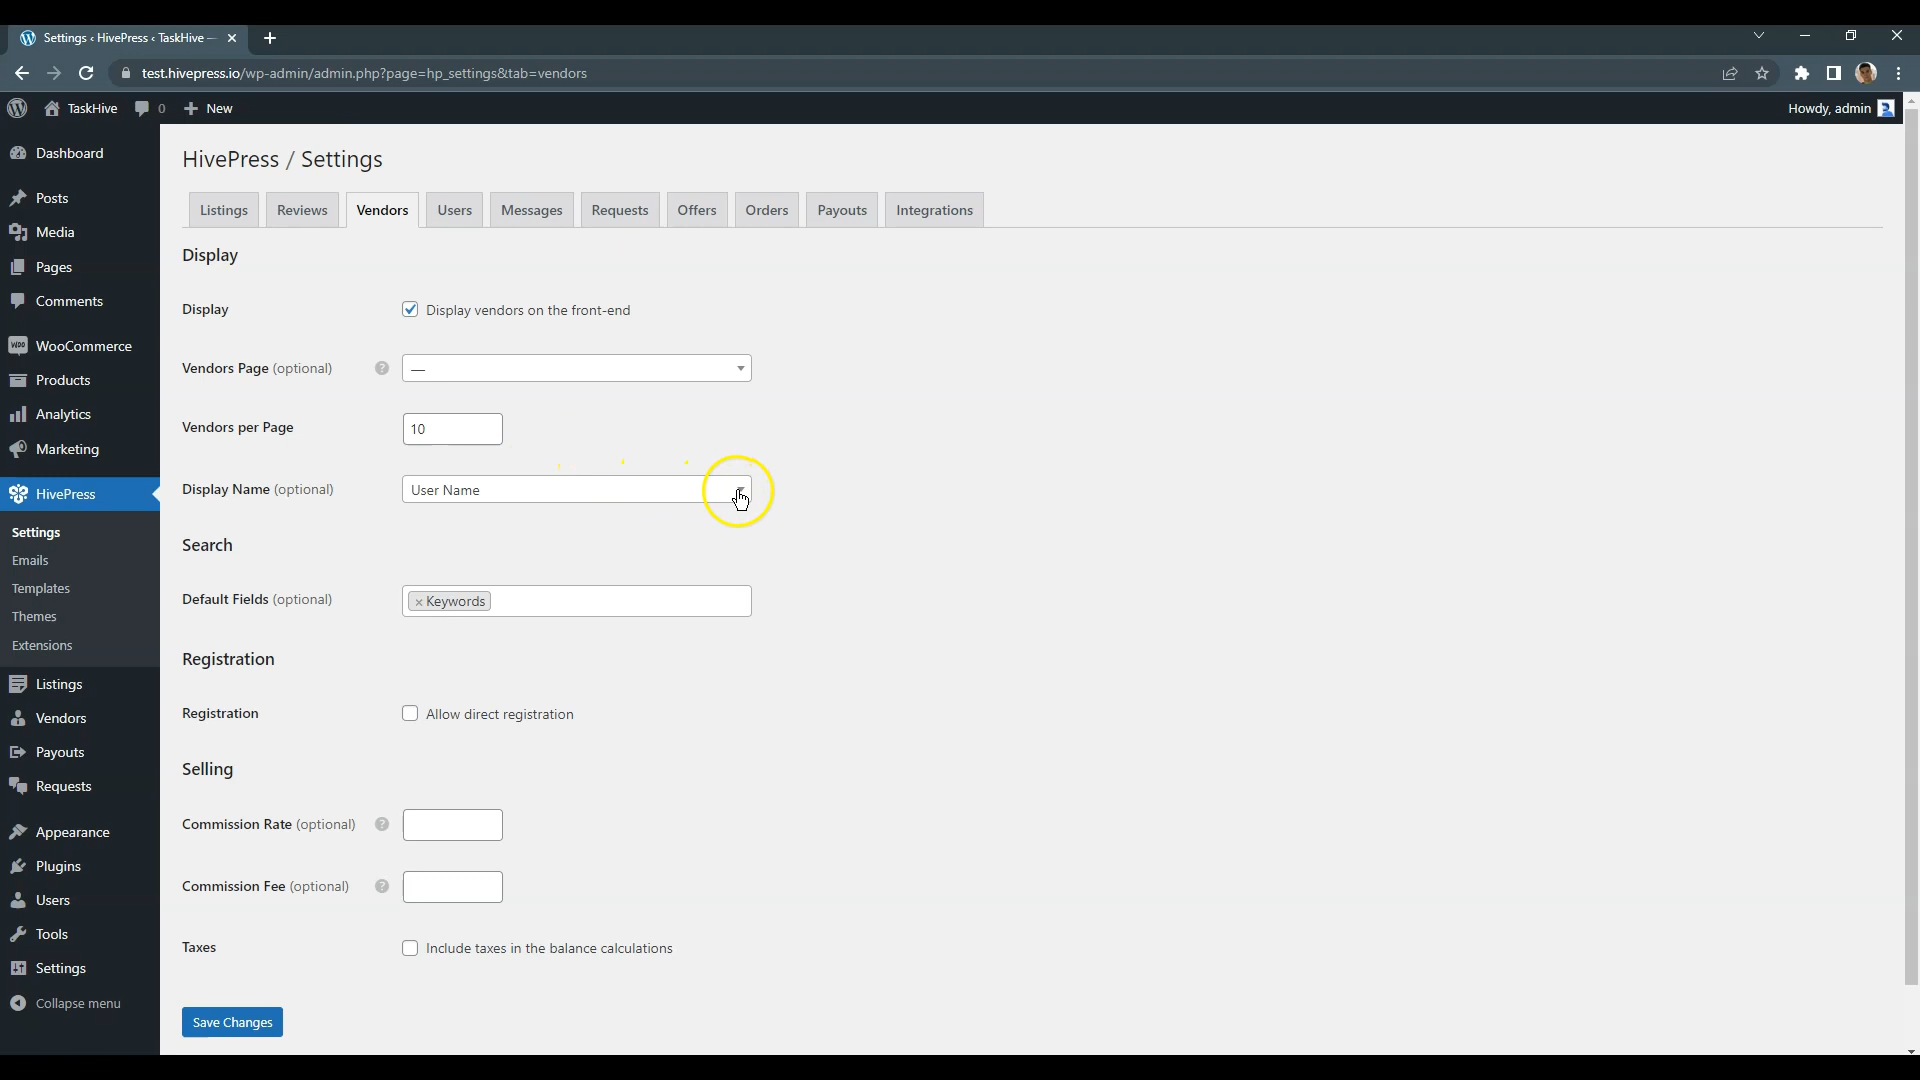 Settings ‹ HivePress ‹ TaskHive —
test.hivepress.io/wp-admin/admin.php?page=hp_settings&tab=vendors
TaskHive 0 New
Howdy, admin
Dashboard
Posts
Media
Pages
Comments
WooCommerce
Products
Analytics
Marketing
HivePress
Settings
Emails
Templates
Themes
Extensions
Listings
Vendors
Payouts
Requests
Appearance
Plugins
Users
Tools
Settings
Collapse menu
HivePress / Settings
Listings Reviews Vendors Users Messages Requests Offers Orders Payouts Integrations
Display
Display Display vendors on the front-end
Vendors Page (optional) ? —
Vendors per Page 10
Display Name (optional) User Name
Search
Default Fields (optional) × Keywords
Registration
Registration Allow direct registration
Selling
Commission Rate (optional) ?
Commission Fee (optional) ?
Taxes Include taxes in the balance calculations
Save Changes